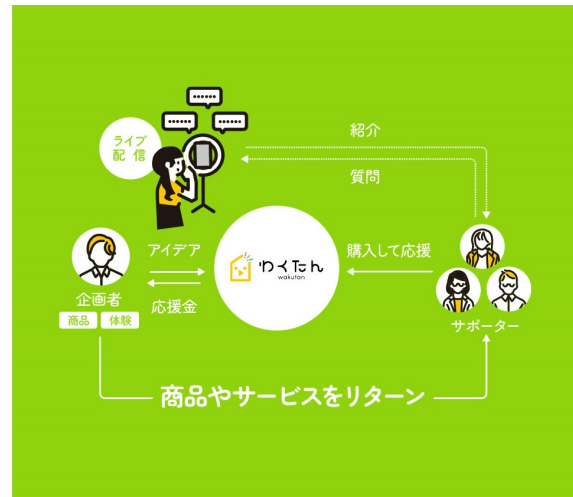 ライブ
配信
紹介
質問
アイデア
わくたん
wakutan
購入して応援
企画者
応援金
商品 体験
サポーター
商品やサービスをリターン